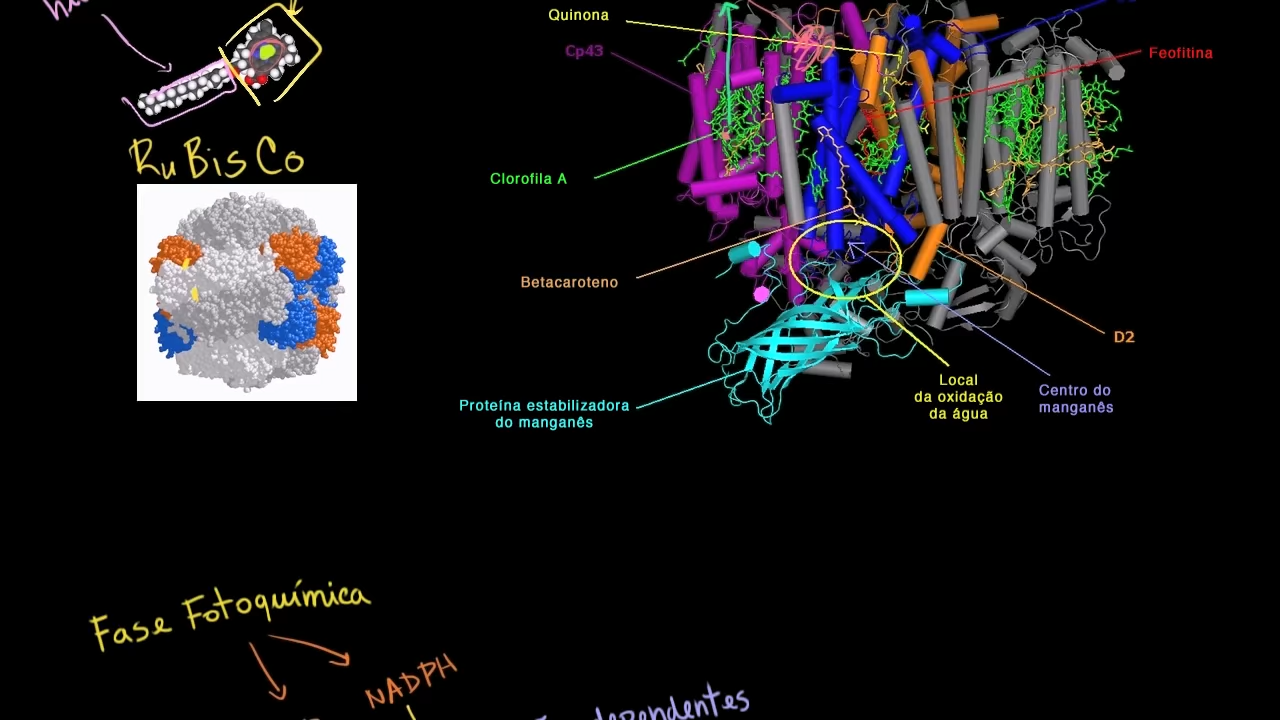 Quinona
Cp43
Feofitina
RuBisCo
Clorofila A
Betacaroteno
D2
Local
da oxidação
da água
Centro do
manganês
Proteína estabilizadora
do manganês
Fase Fotoquímica
NADPH